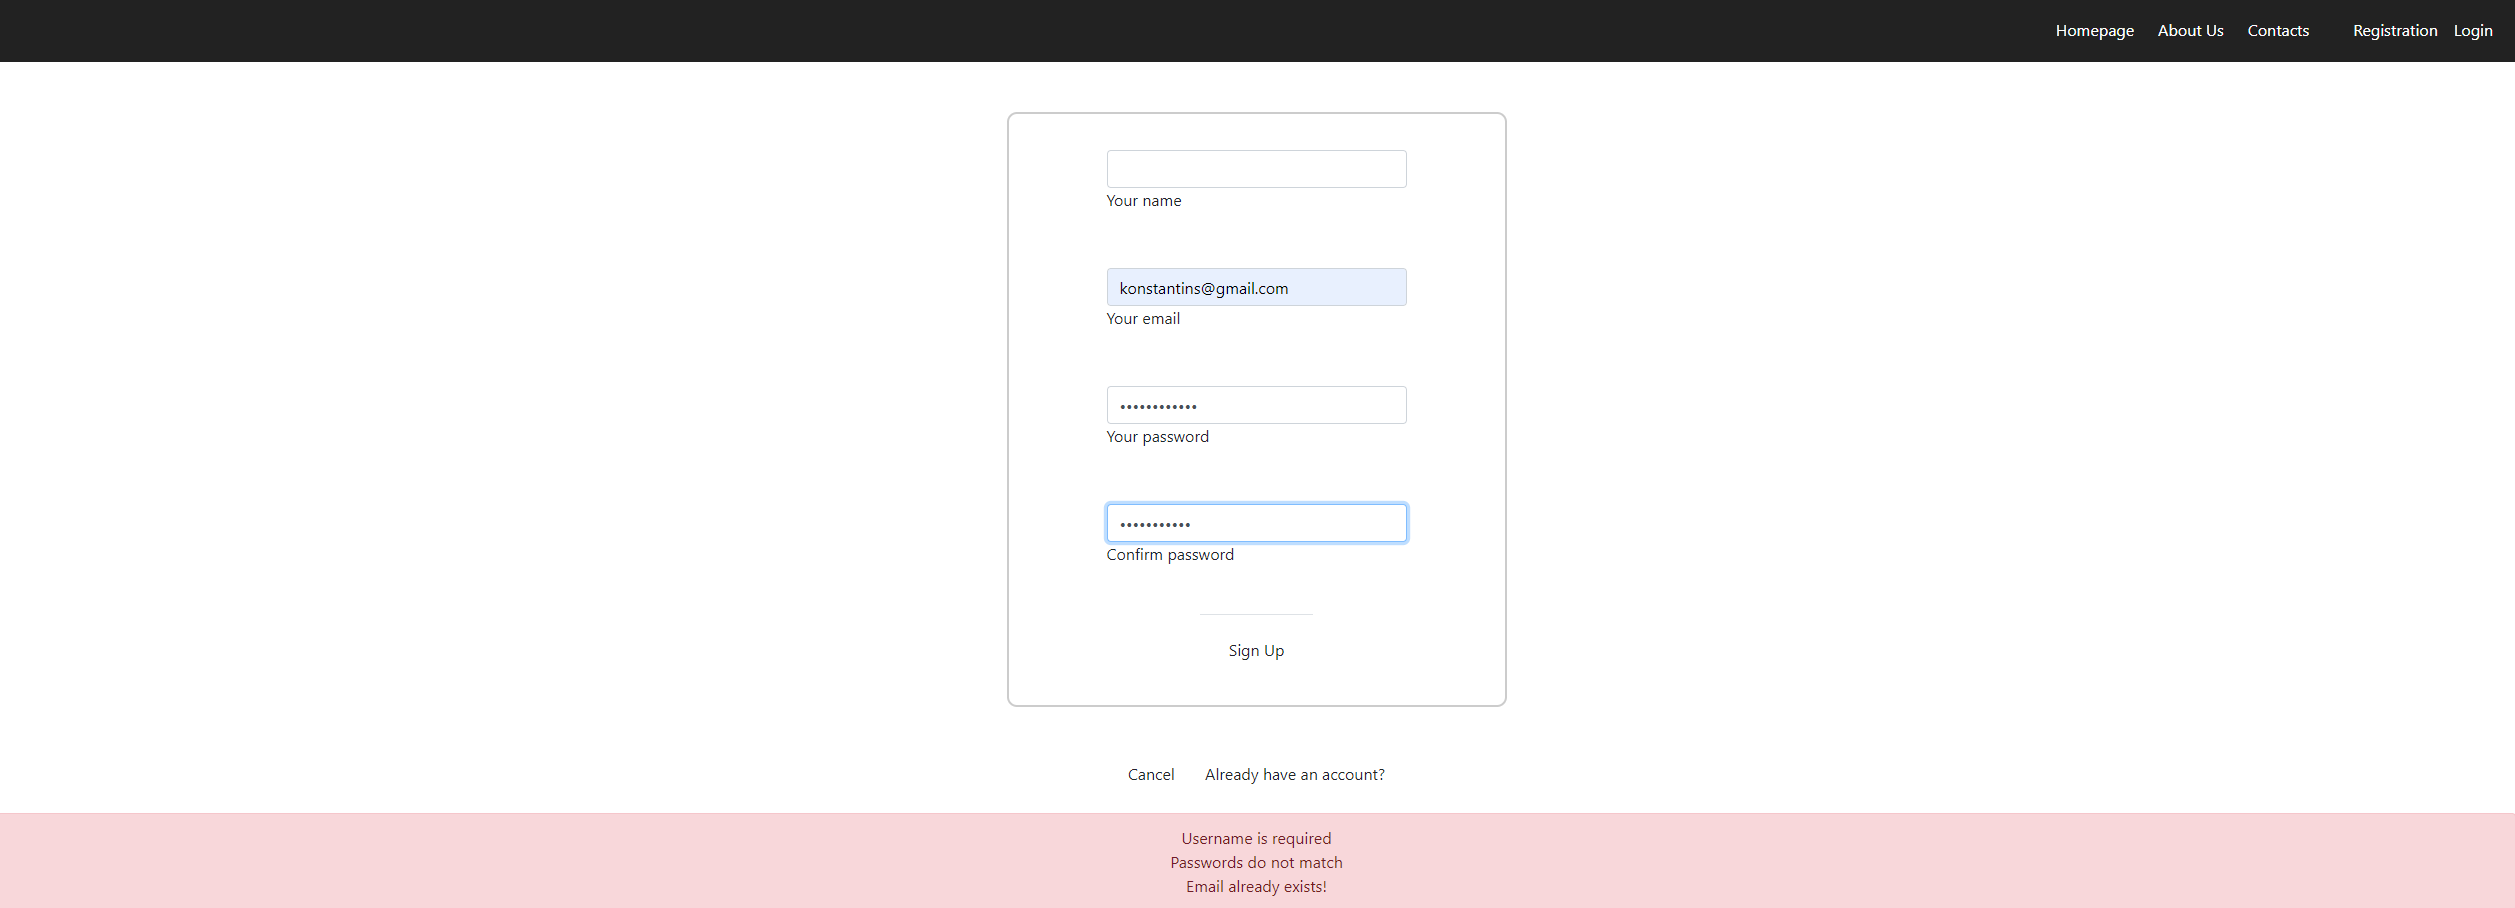 Homepage About Us Contacts Registration Login
Your name
konstantins@gmail.com
Your email
••••••••••••
Your password
•••••••••••
Confirm password
Sign Up
Cancel Already have an account?
Username is required
Passwords do not match
Email already exists!